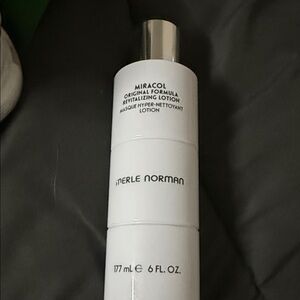 MIRACOL
ORIGINAL FORMULA
REVITALIZING LOTION
MASQUE HYPER-NETTOYANT
LOTION
MERLE NORMAN
177 mL ℮ 6 FL. OZ.